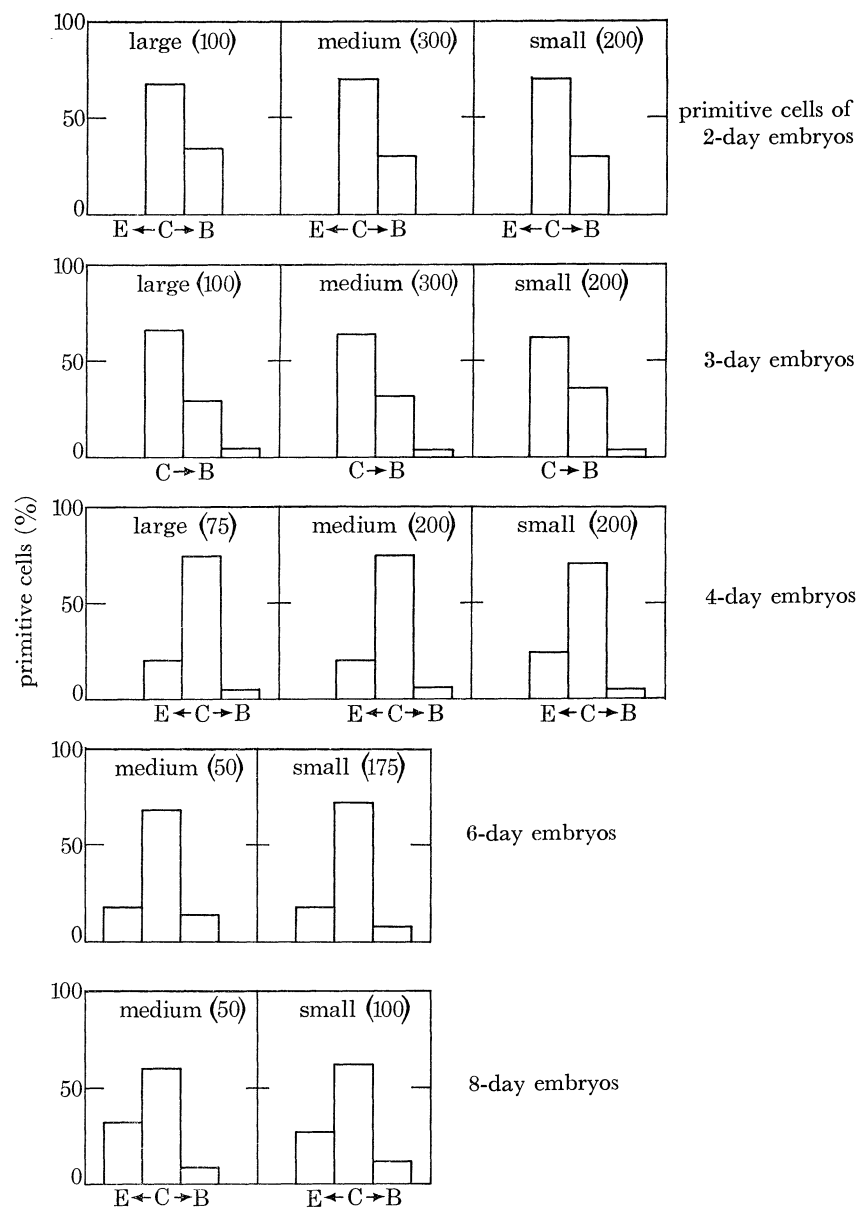 100
large (100) medium (300) small (200)
50
primitive cells of
2-day embryos
0
E←C→B E←C→B E←C→B
100
large (100) medium (300) small (200)
50
3-day embryos
0
C→B C→B C→B
primitive cells (%)
100
large (75) medium (200) small (200)
50
4-day embryos
0
E←C→B E←C→B E←C→B
100
medium (50) small (175)
50
6-day embryos
0
100
medium (50) small (100)
50
8-day embryos
0
E←C→B E←C→B